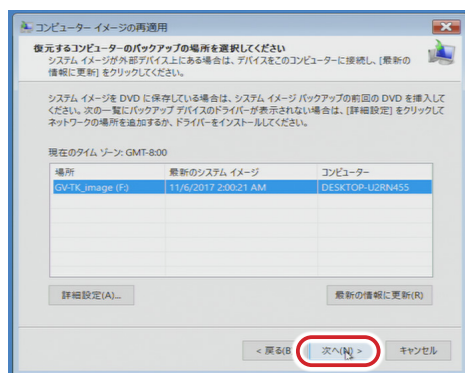 コンピューター イメージの再適用
復元するコンピューターのバックアップの場所を選択してください
システム イメージが外部デバイス上にある場合は、デバイスをこのコンピューターに接続し、[最新の
情報に更新] をクリックしてください。
システム イメージを DVD に保存している場合は、システム イメージ バックアップの前回の DVD を挿入して
ください。次の一覧にバックアップ デバイスのドライバーが表示されない場合は、[詳細設定] をクリックして
ネットワークの場所を追加するか、ドライバーをインストールしてください。
現在のタイム ゾーン: GMT-8:00
場所 最新のシステム イメージ コンピューター
GV-TK_image (F:) 11/6/2017 2:00:21 AM DESKTOP-U2RN455
詳細設定(A)... 最新の情報に更新(R)
< 戻る(B 次へ(N) > キャンセル